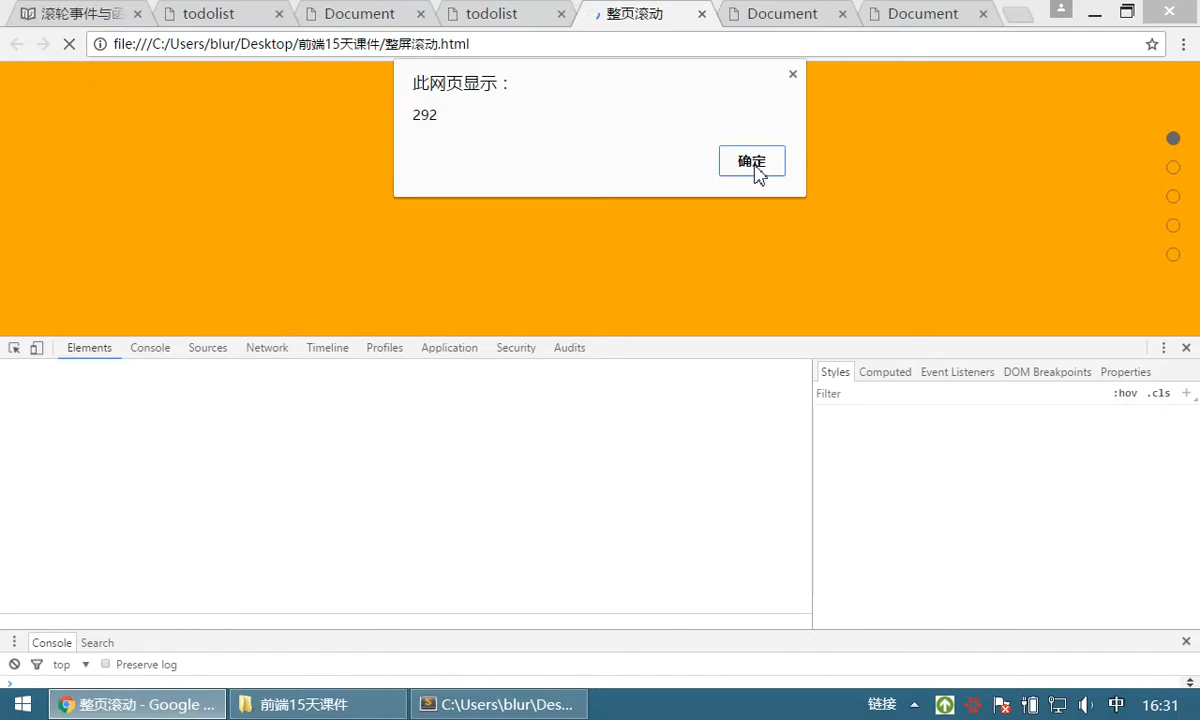 滚轮事件与函
todolist
Document
todolist
整页滚动
Document
Document
file:///C:/Users/blur/Desktop/前端15天课件/整屏滚动.html
此网页显示：
292
确定
Elements Console Sources Network Timeline Profiles Application Security Audits
Styles Computed Event Listeners DOM Breakpoints Properties
Filter :hov .cls +
Console Search
top Preserve log
整页滚动 - Google ...
前端15天课件
C:\Users\blur\Des...
链接
中
16:31